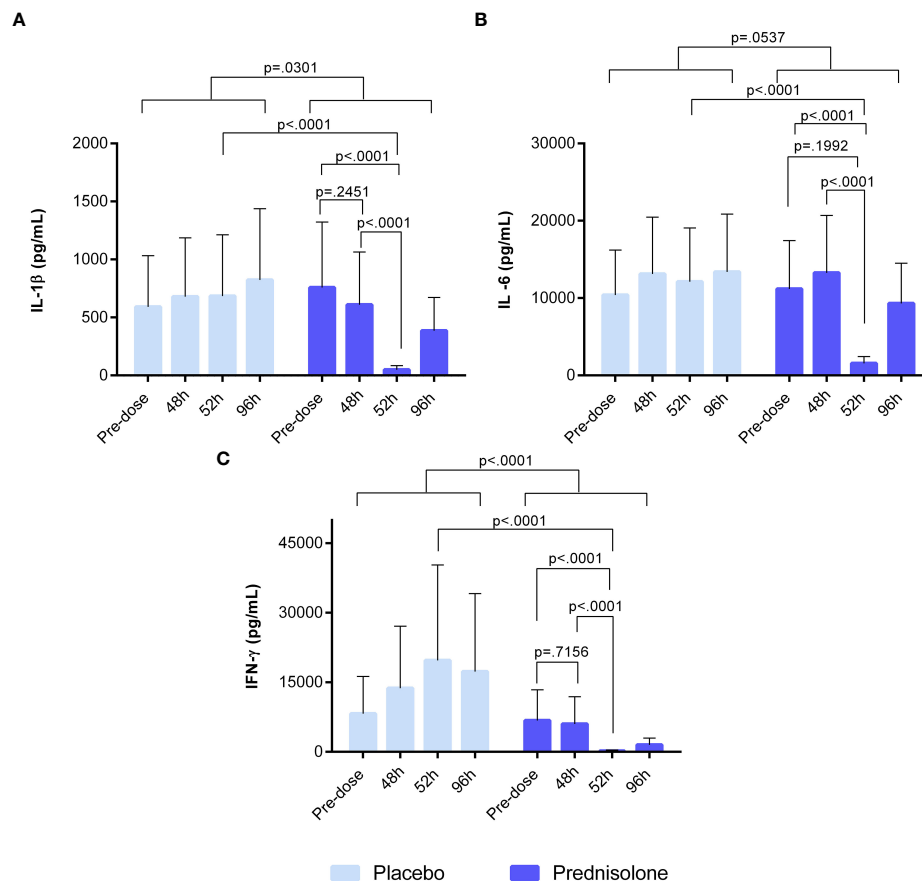 A
p=.0301
p<.0001
p<.0001
p=.2451
p<.0001
2000
1500
1000
500
0
IL-1β (pg/mL)
Pre-dose 48h 52h 96h Pre-dose 48h 52h 96h
B
p=.0537
p<.0001
p<.0001
p=.1992
p<.0001
30000
20000
10000
0
IL -6 (pg/mL)
Pre-dose 48h 52h 96h Pre-dose 48h 52h 96h
C
p<.0001
p<.0001
p<.0001
p<.0001
p=.7156
45000
30000
15000
0
IFN-γ (pg/mL)
Pre-dose 48h 52h 96h Pre-dose 48h 52h 96h
Placebo Prednisolone